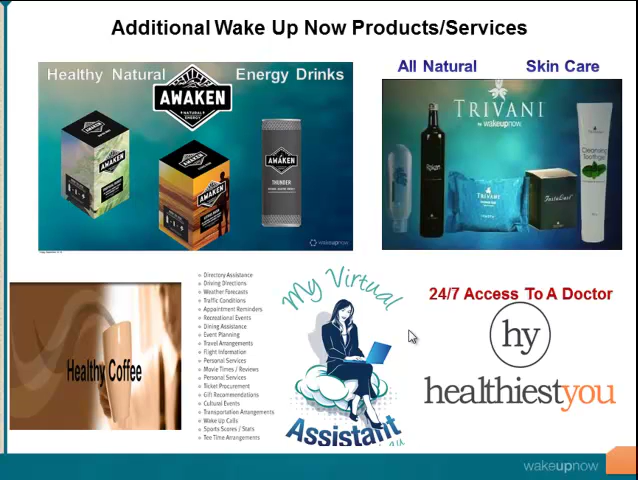 Additional Wake Up Now Products/Services
Healthy Natural Energy Drinks
AWAKEN
NATURAL
ENERGY
AWAKEN
AWAKEN
AWAKEN
THUNDER
wakeupnow
All Natural Skin Care
TRIVANI
by wakeupnow
TRIVANI
Healthy Coffee
Directory Assistance
Driving Directions
Weather Forecasts
Traffic Conditions
Appointment Reminders
Recreational Events
Dining Assistance
Event Planning
Travel Arrangements
Flight Information
Personal Services
Movie Times / Reviews
Personal Services
Ticket Procurement
Gift Recommendations
Cultural Events
Transportation Arrangements
Wake Up Calls
Sports Scores / Stats
Tee Time Arrangements
My Virtual
Assistant
24/7 Access To A Doctor
hy
healthiestyou
wakeupnow